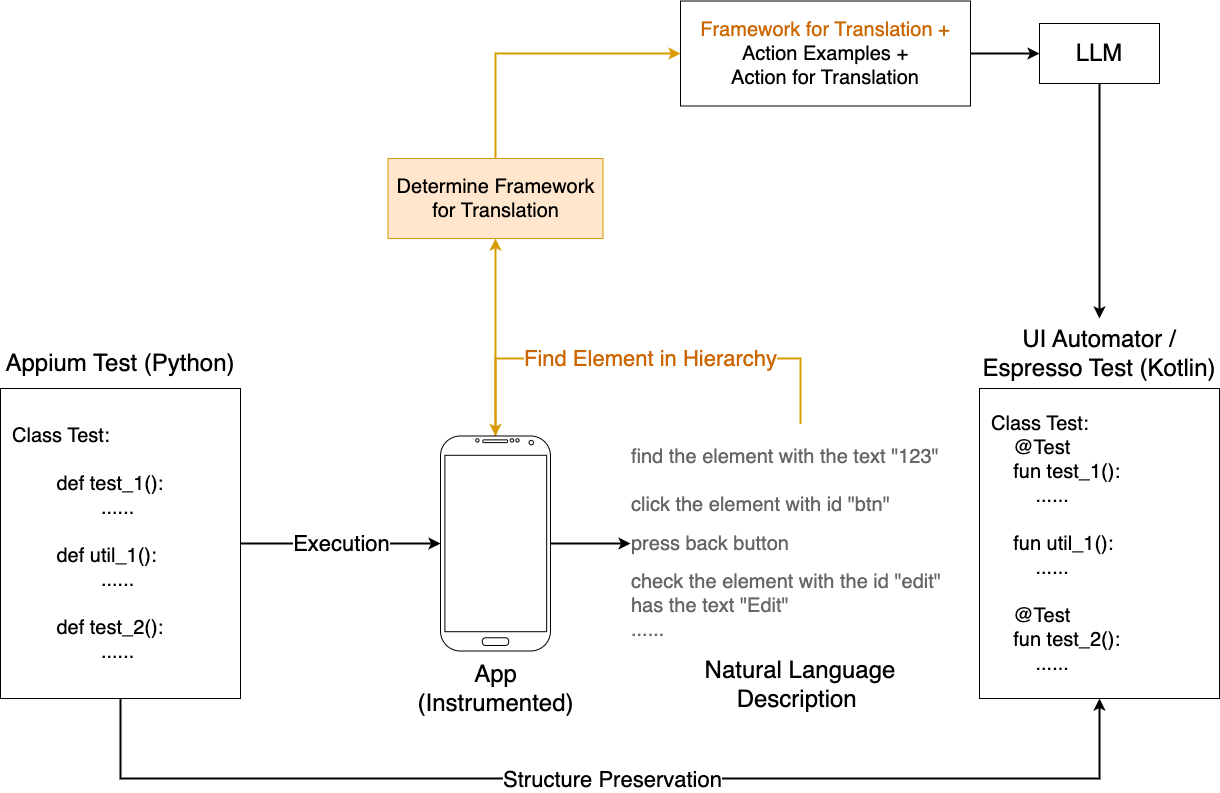 Framework for Translation +
Action Examples +
Action for Translation
LLM
Determine Framework
for Translation
Find Element in Hierarchy
Appium Test (Python)
Class Test:
def test_1():
......
def util_1():
......
def test_2():
......
Execution
App
(Instrumented)
find the element with the text "123"
click the element with id "btn"
press back button
check the element with the id "edit"
has the text "Edit"
......
Natural Language
Description
UI Automator /
Espresso Test (Kotlin)
Class Test:
@Test
fun test_1():
......
fun util_1():
......
@Test
fun test_2():
......
Structure Preservation